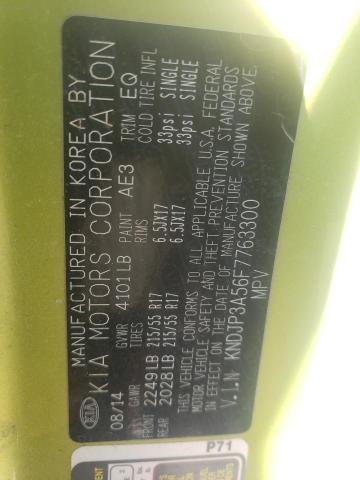 MANUFACTURED IN KOREA BY
KIA MOTORS CORPORATION
KIA
08/14 GVWR 4101LB PAINT AE3 TRIM EQ
GAWR TIRES RIMS COLD TIRE INFL
FRONT 2249LB 215/55 R17 6.5JX17, 33psi SINGLE
REAR 2028LB 215/55 R17 6.5JX17, 33psi SINGLE
THIS VEHICLE CONFORMS TO ALL APPLICABLE U.S.A. FEDERAL
MOTOR VEHICLE SAFETY AND THEFT PREVENTION STANDARDS
IN EFFECT ON THE DATE OF MANUFACTURE SHOWN ABOVE.
V.I.N KNDJP3A56F7763300
MPV
P71